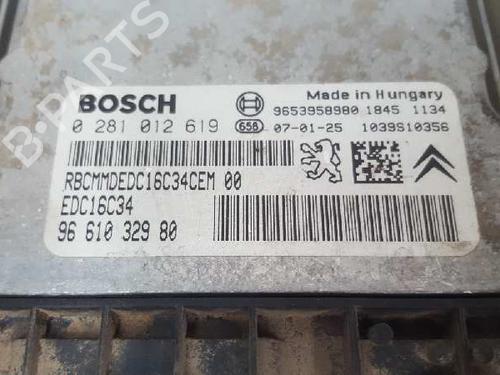 B-PARTS
BOSCH
Made in Hungary
9653958980 1845 1134
0 281 012 619
658 07-01-25 1039S10356
RBCMMDEDC16C34CEM 00
EDC16C34
96 610 329 80